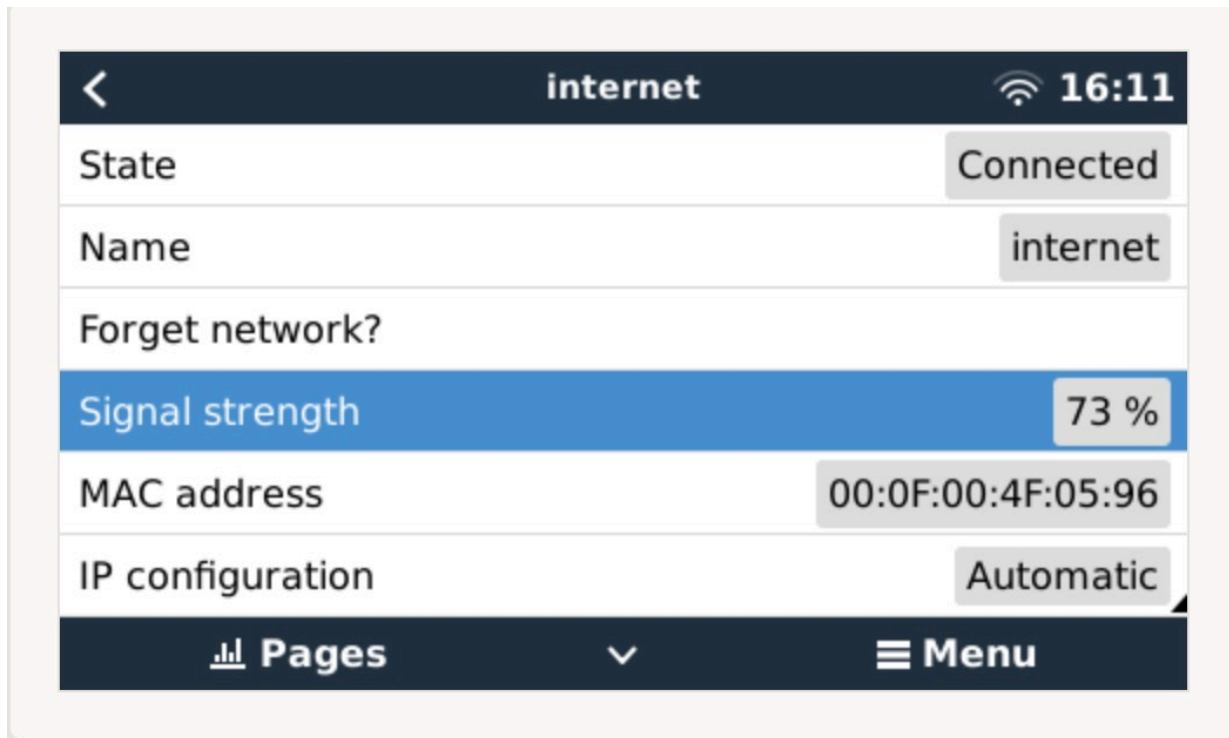 internet 16:11
State Connected
Name internet
Forget network?
Signal strength 73 %
MAC address 00:0F:00:4F:05:96
IP configuration Automatic
Pages Menu